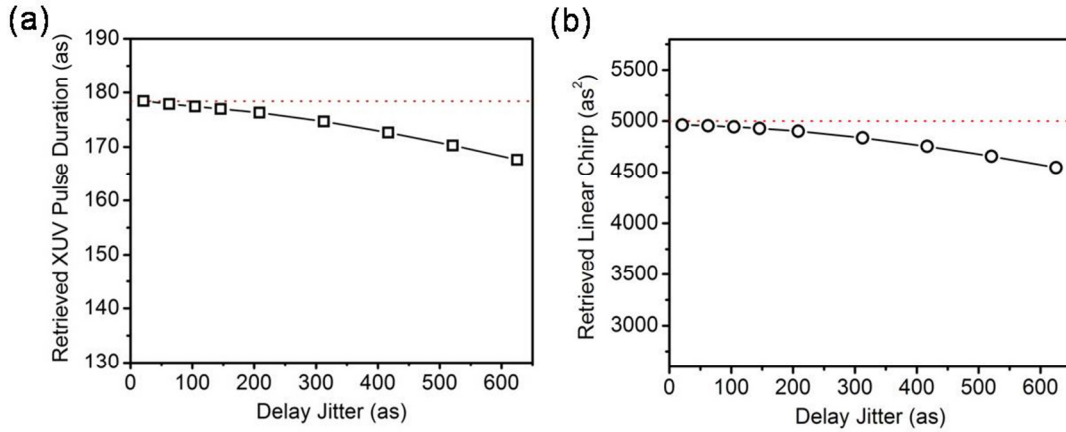 (a)
Retrieved XUV Pulse Duration (as)
190
180
170
160
150
140
130
0 100 200 300 400 500 600
Delay Jitter (as)
(b)
Retrieved Linear Chirp (as²)
5500
5000
4500
4000
3500
3000
0 100 200 300 400 500 600
Delay Jitter (as)